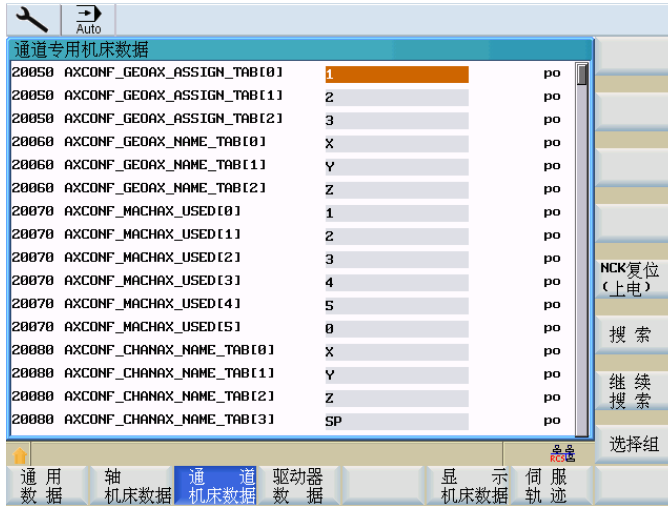 Auto
通道专用机床数据
20050 AXCONF_GEOAX_ASSIGN_TAB[0] 1 po
20050 AXCONF_GEOAX_ASSIGN_TAB[1] 2 po
20050 AXCONF_GEOAX_ASSIGN_TAB[2] 3 po
20060 AXCONF_GEOAX_NAME_TAB[0] X po
20060 AXCONF_GEOAX_NAME_TAB[1] Y po
20060 AXCONF_GEOAX_NAME_TAB[2] Z po
20070 AXCONF_MACHAX_USED[0] 1 po
20070 AXCONF_MACHAX_USED[1] 2 po
20070 AXCONF_MACHAX_USED[2] 3 po
20070 AXCONF_MACHAX_USED[3] 4 po
20070 AXCONF_MACHAX_USED[4] 5 po
20070 AXCONF_MACHAX_USED[5] 0 po
20080 AXCONF_CHANAX_NAME_TAB[0] X po
20080 AXCONF_CHANAX_NAME_TAB[1] Y po
20080 AXCONF_CHANAX_NAME_TAB[2] Z po
20080 AXCONF_CHANAX_NAME_TAB[3] SP po
NCK复位
(上电)
搜 索
继 续
搜 索
选择组
RCS
通 用
数 据
轴
机床数据
通 道
机床数据
驱动器
数 据
显 示
机床数据
伺 服
轨 迹